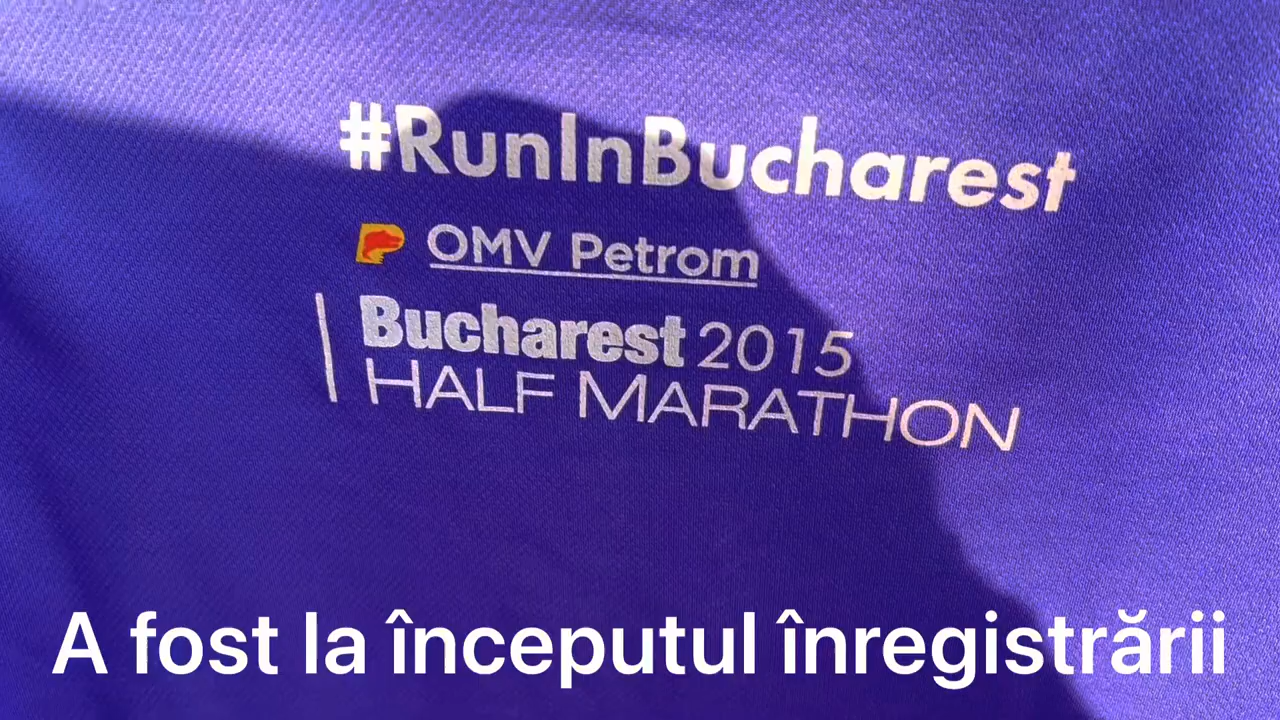 #RunInBucharest
OMV Petrom
Bucharest 2015
HALF MARATHON
A fost la începutul înregistrării